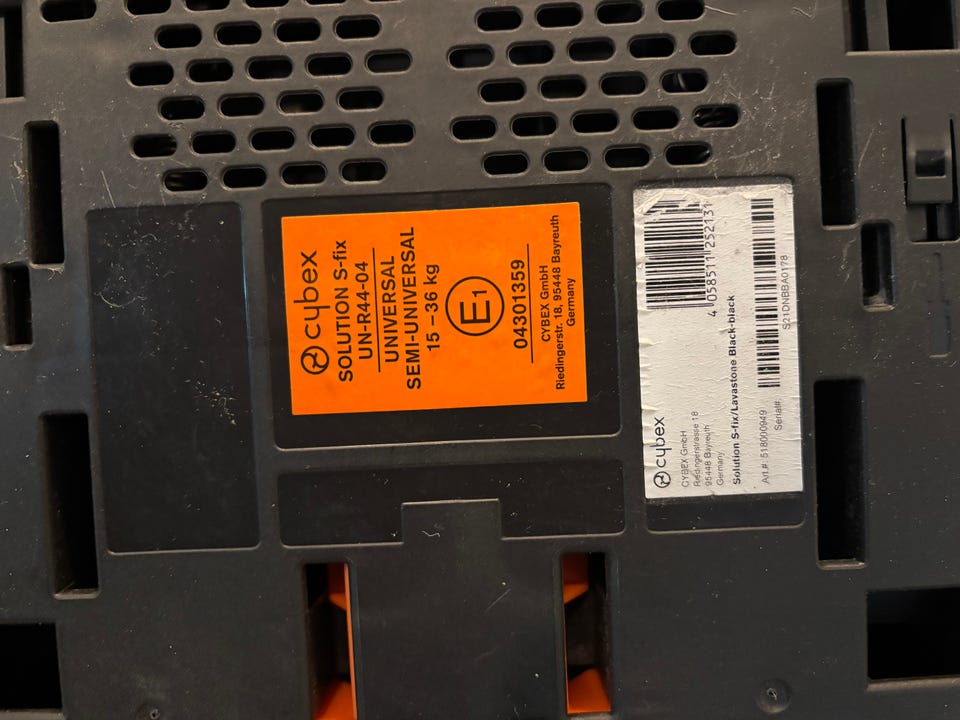 cybex
SOLUTION S-fix
UN-R44-04
UNIVERSAL
SEMI-UNIVERSAL
15 – 36 kg
E1
04301359
CYBEX GmbH
Riedingerstr. 18, 95448 Bayreuth
Germany
4 058511 252131
cybex
CYBEX GmbH
Riedingerstrasse 18
95448 Bayreuth
Germany
Solution S-fix/Lavastone Black-black
Art.#: 518000949
Serial#: S21DNBBA0178